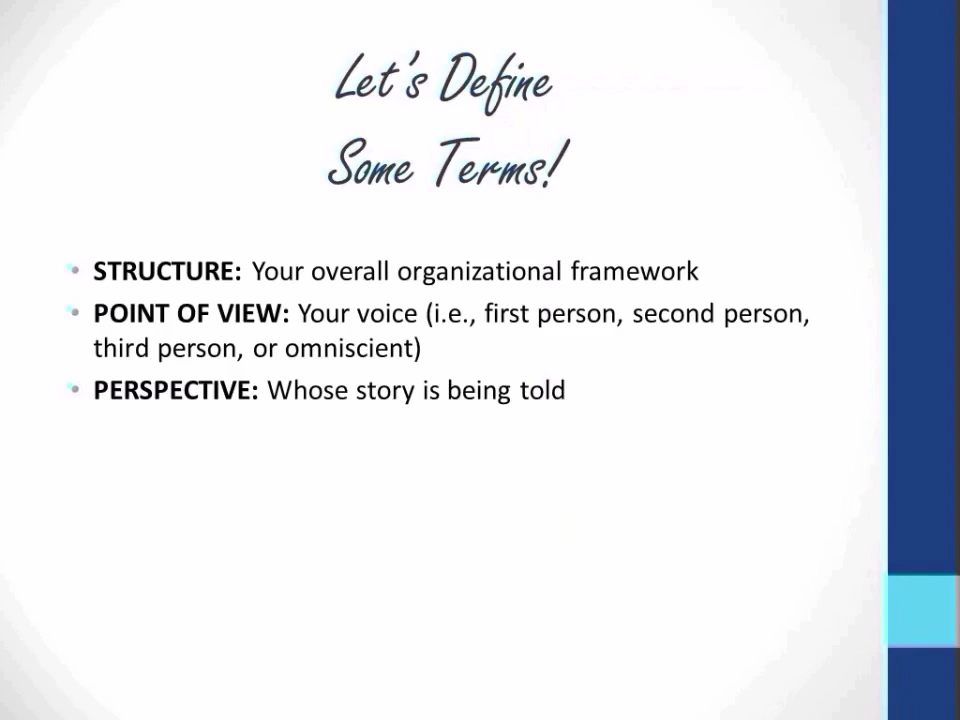 Let's Define
Some Terms!
• STRUCTURE: Your overall organizational framework
• POINT OF VIEW: Your voice (i.e., first person, second person,
third person, or omniscient)
• PERSPECTIVE: Whose story is being told